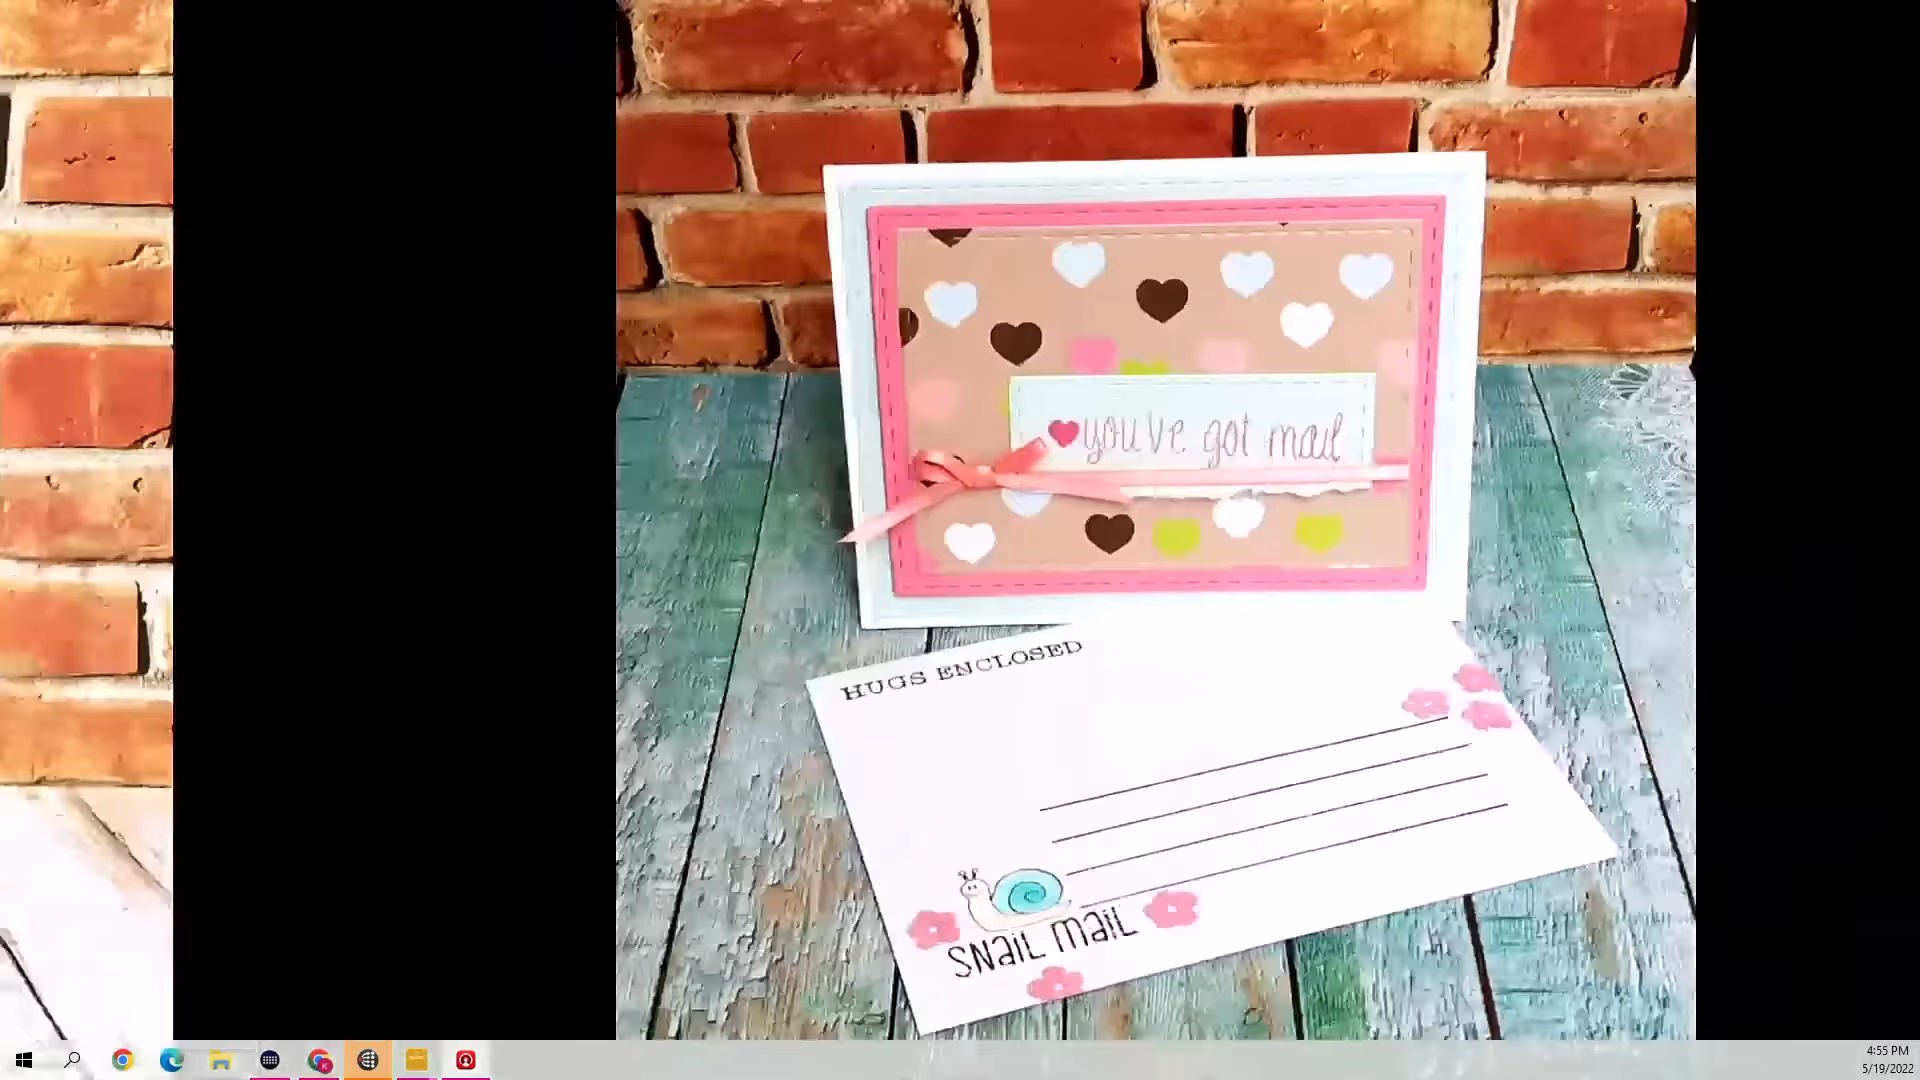 you've got mail
HUGS ENCLOSED
SNail Mail
4:55 PM
5/19/2022